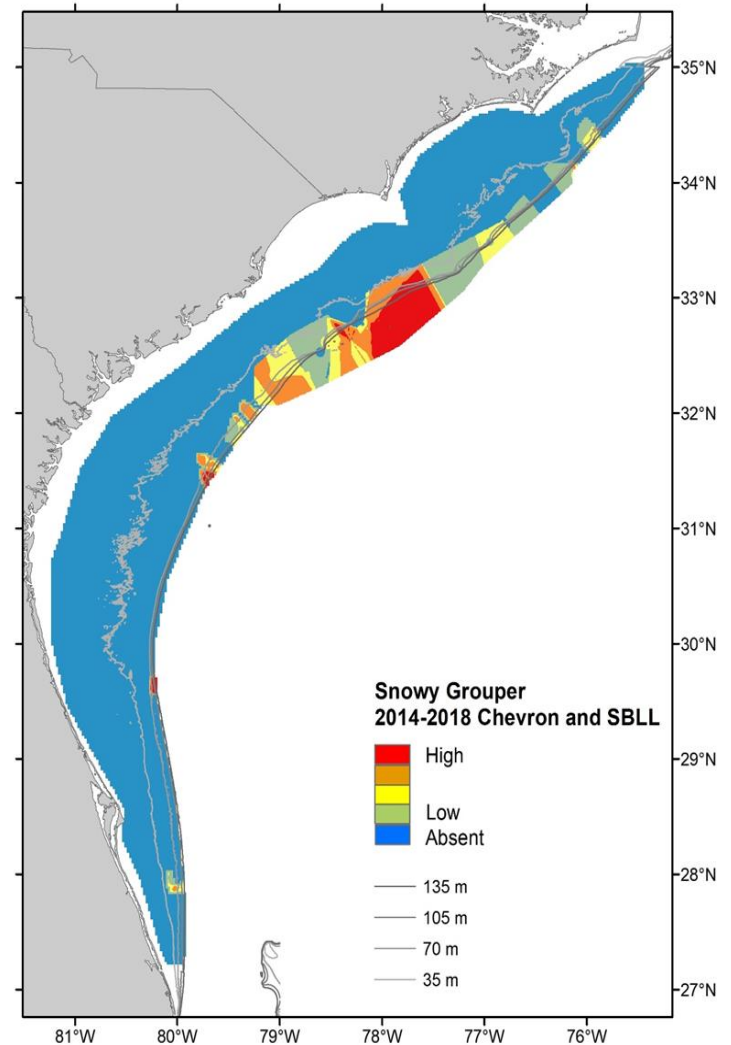 35°N
34°N
33°N
32°N
31°N
30°N
Snowy Grouper
2014-2018 Chevron and SBLL
High
29°N
Low
Absent
28°N
135 m
105 m
70 m
35 m
27°N
81°W 80°W 79°W 78°W 77°W 76°W